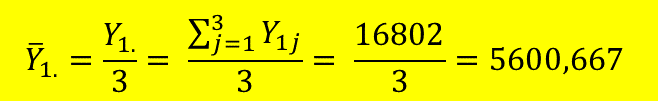 Ȳ₁. = Y₁./3 = ∑³ⱼ₌₁ Y₁ⱼ/3 = 16802/3 = 5600,667